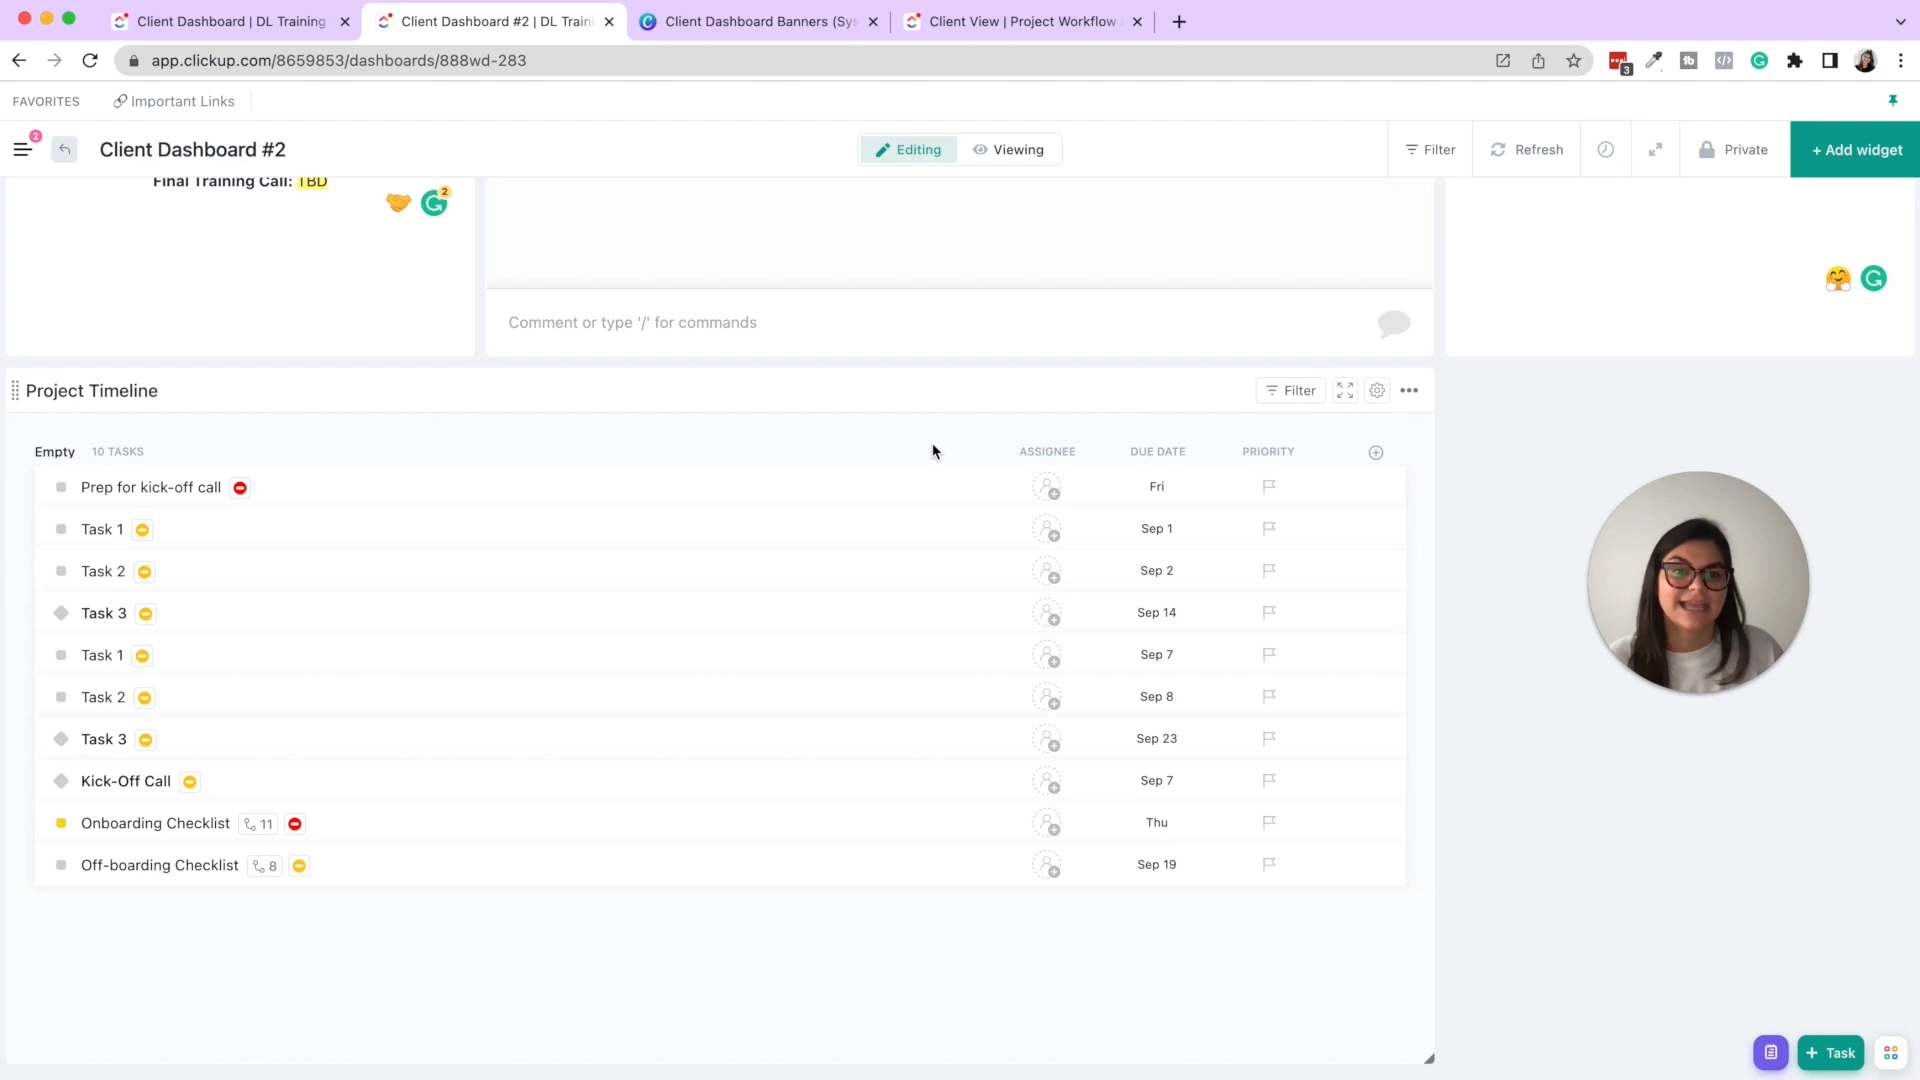 Client Dashboard | DL Training
Client Dashboard #2 | DL Traini
Client Dashboard Banners (Sys
Client View | Project Workflow
app.clickup.com/8659853/dashboards/888wd-283
3
FAVORITES
Important Links
2
Client Dashboard #2
Editing
Viewing
Filter
Refresh
Private
+ Add widget
Final Training Call: TBD
2
Comment or type '/' for commands
Project Timeline
Filter
Empty 10 TASKS ASSIGNEE DUE DATE PRIORITY
Prep for kick-off call Fri
Task 1 Sep 1
Task 2 Sep 2
Task 3 Sep 14
Task 1 Sep 7
Task 2 Sep 8
Task 3 Sep 23
Kick-Off Call Sep 7
Onboarding Checklist 11 Thu
Off-boarding Checklist 8 Sep 19
+ Task